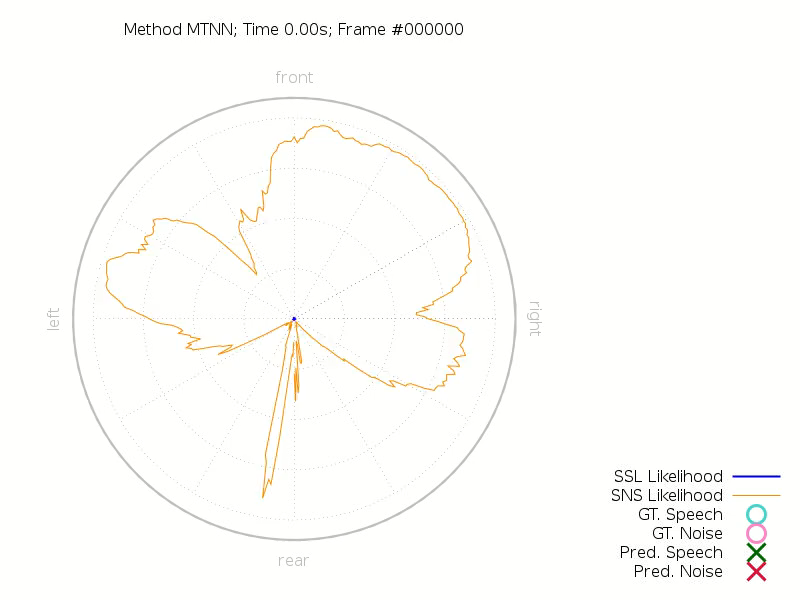 Method MTNN; Time 0.00s; Frame #000000
front
left
right
rear
SSL Likelihood
SNS Likelihood
GT. Speech
GT. Noise
Pred. Speech
Pred. Noise